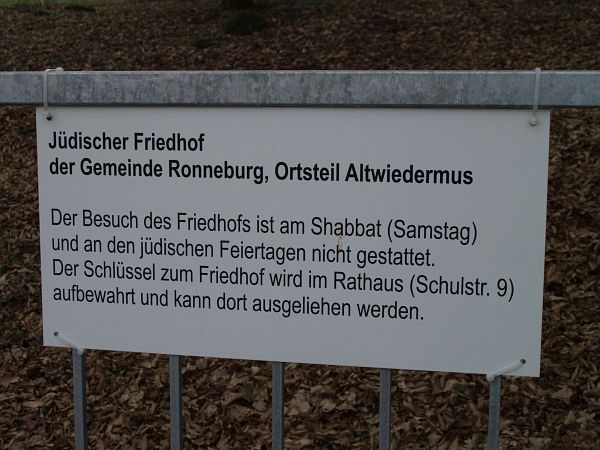 Jüdischer Friedhof
der Gemeinde Ronneburg, Ortsteil Altwiedermus
Der Besuch des Friedhofs ist am Shabbat (Samstag)
und an den jüdischen Feiertagen nicht gestattet.
Der Schlüssel zum Friedhof wird im Rathaus (Schulstr. 9)
aufbewahrt und kann dort ausgeliehen werden.